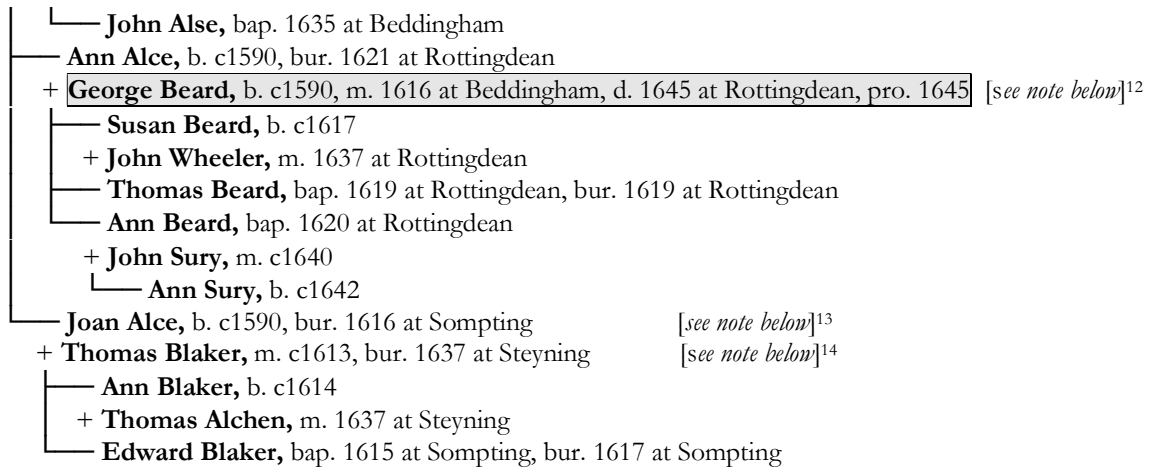 John Alse, bap. 1635 at Beddingham
Ann Alce, b. c1590, bur. 1621 at Rottingdean
+ George Beard, b. c1590, m. 1616 at Beddingham, d. 1645 at Rottingdean, pro. 1645 [see note below]12
Susan Beard, b. c1617
+ John Wheeler, m. 1637 at Rottingdean
Thomas Beard, bap. 1619 at Rottingdean, bur. 1619 at Rottingdean
Ann Beard, bap. 1620 at Rottingdean
+ John Sury, m. c1640
Ann Sury, b. c1642
Joan Alce, b. c1590, bur. 1616 at Sompting [see note below]13
+ Thomas Blaker, m. c1613, bur. 1637 at Steyning [see note below]14
Ann Blaker, b. c1614
+ Thomas Alchen, m. 1637 at Steyning
Edward Blaker, bap. 1615 at Sompting, bur. 1617 at Sompting